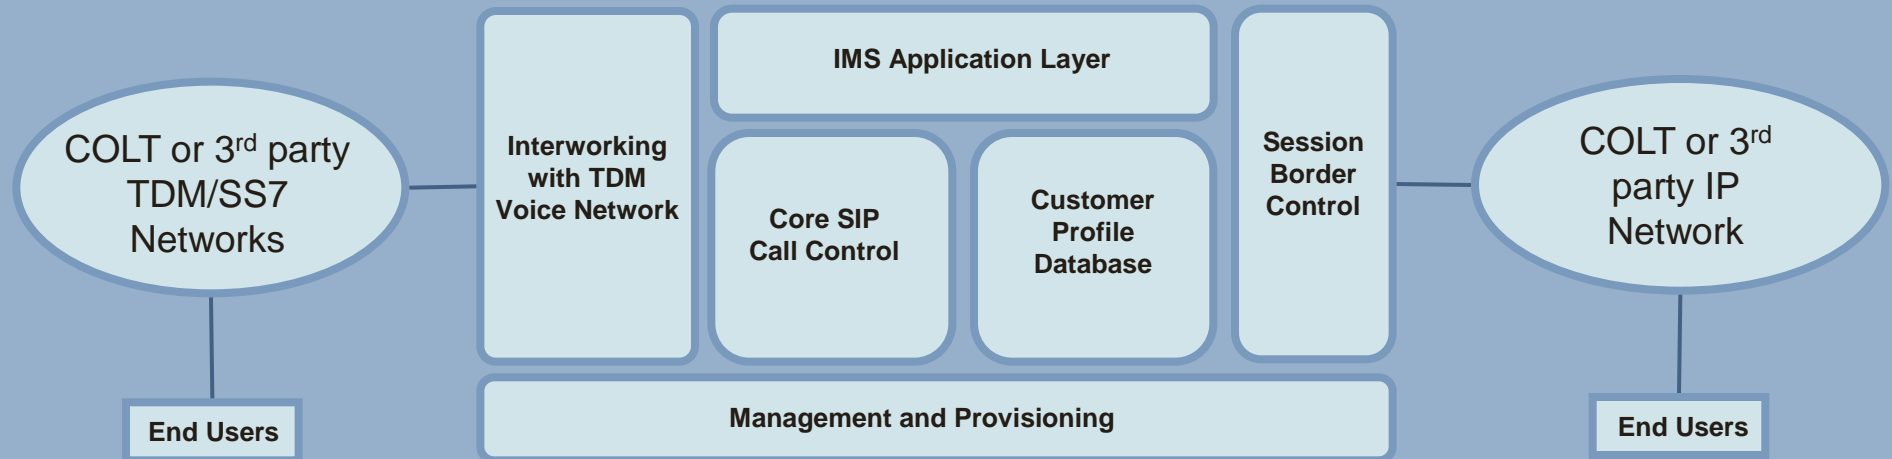 COLT or 3rd party
TDM/SS7
Networks
End Users
Interworking
with TDM
Voice Network
IMS Application Layer
Core SIP
Call Control
Customer
Profile
Database
Session
Border
Control
Management and Provisioning
COLT or 3rd
party IP
Network
End Users